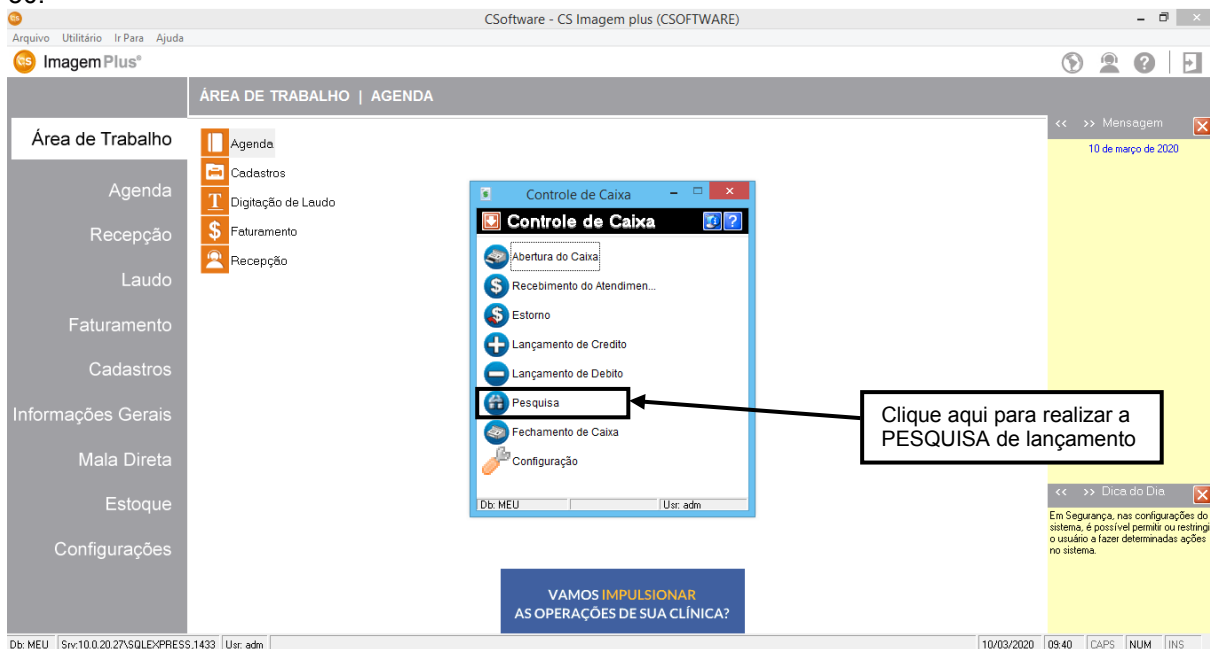 CSoftware - CS Imagem plus (CSOFTWARE)
Arquivo Utilitário Ir Para Ajuda
cs Imagem Plus®
ÁREA DE TRABALHO | AGENDA
Área de Trabalho
Agenda
Recepção
Laudo
Faturamento
Cadastros
Informações Gerais
Mala Direta
Estoque
Configurações
Agenda
Cadastros
Digitação de Laudo
Faturamento
Recepção
Controle de Caixa
Controle de Caixa
Abertura do Caixa
Recebimento do Atendimen...
Estorno
Lançamento de Credito
Lançamento de Debito
Pesquisa
Fechamento de Caixa
Configuração
Db: MEU Usr: adm
Clique aqui para realizar a
PESQUISA de lançamento
<< >> Mensagem
10 de março de 2020
<< >> Dica do Dia
Em Segurança, nas configurações do
sistema, é possível permitir ou restringi
o usuário a fazer determinadas ações
no sistema.
VAMOS IMPULSIONAR
AS OPERAÇÕES DE SUA CLÍNICA?
Db: MEU Srv:10.0.20.27\SQLEXPRESS,1433 Usr: adm 10/03/2020 09:40 CAPS NUM INS